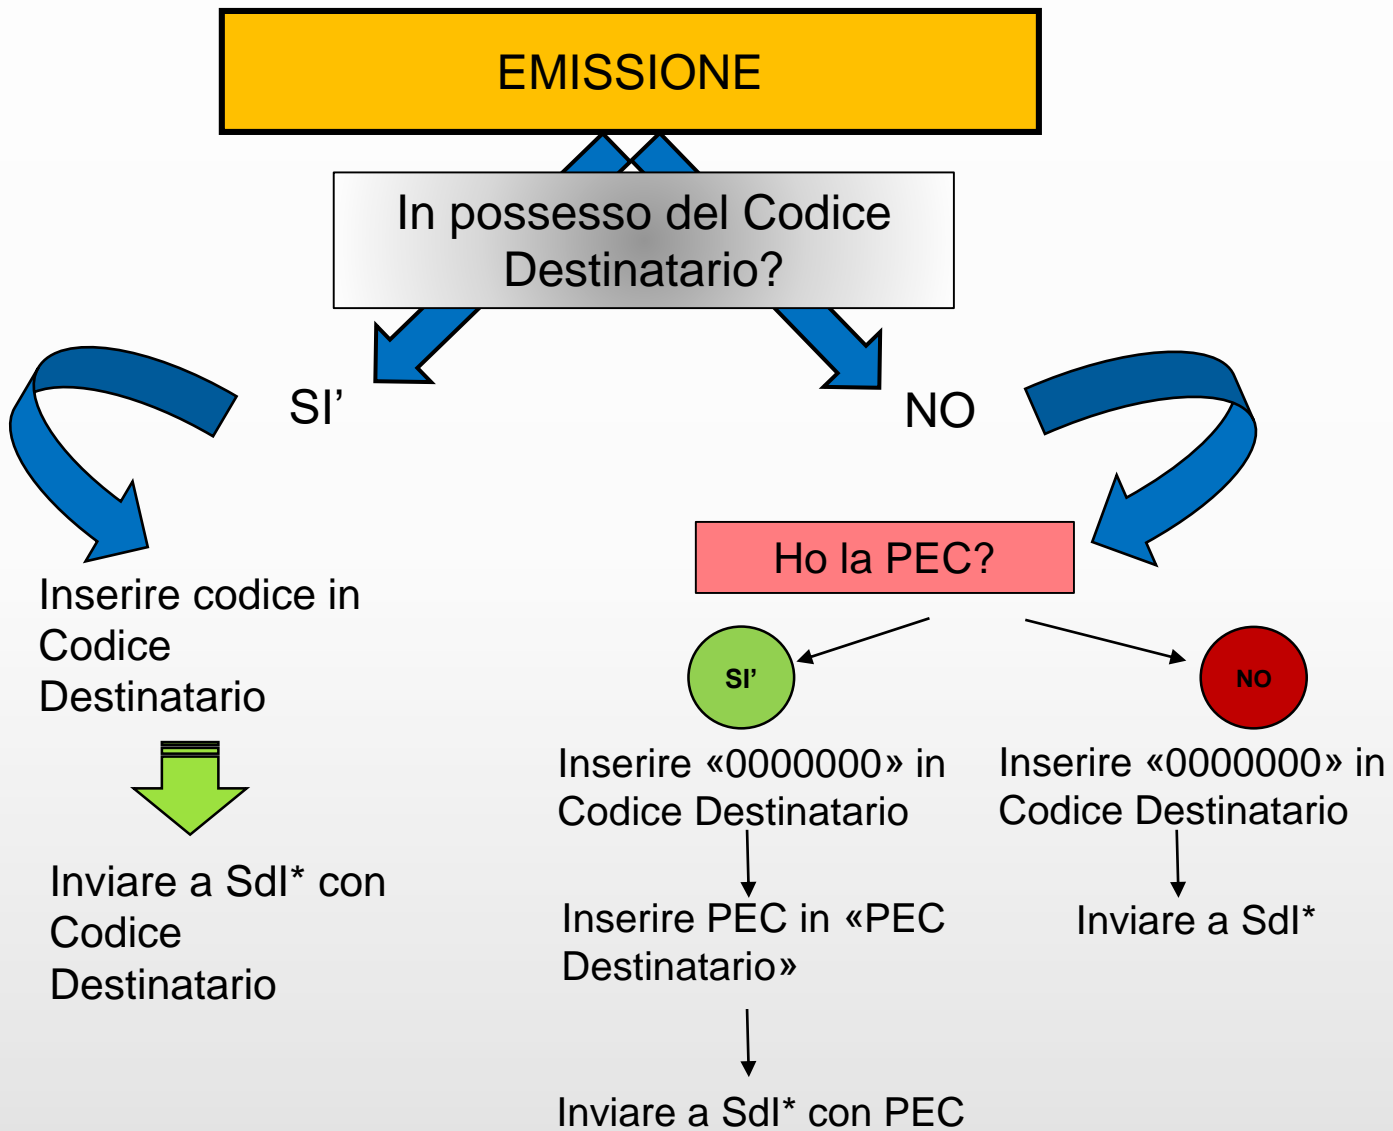 EMISSIONE
In possesso del Codice
Destinatario?
SI’
NO
Inserire codice in
Codice
Destinatario
Inviare a SdI* con
Codice
Destinatario
Ho la PEC?
SI’
NO
Inserire «0000000» in
Codice Destinatario
Inserire PEC in «PEC
Destinatario»
Inviare a SdI* con PEC
Inserire «0000000» in
Codice Destinatario
Inviare a SdI*